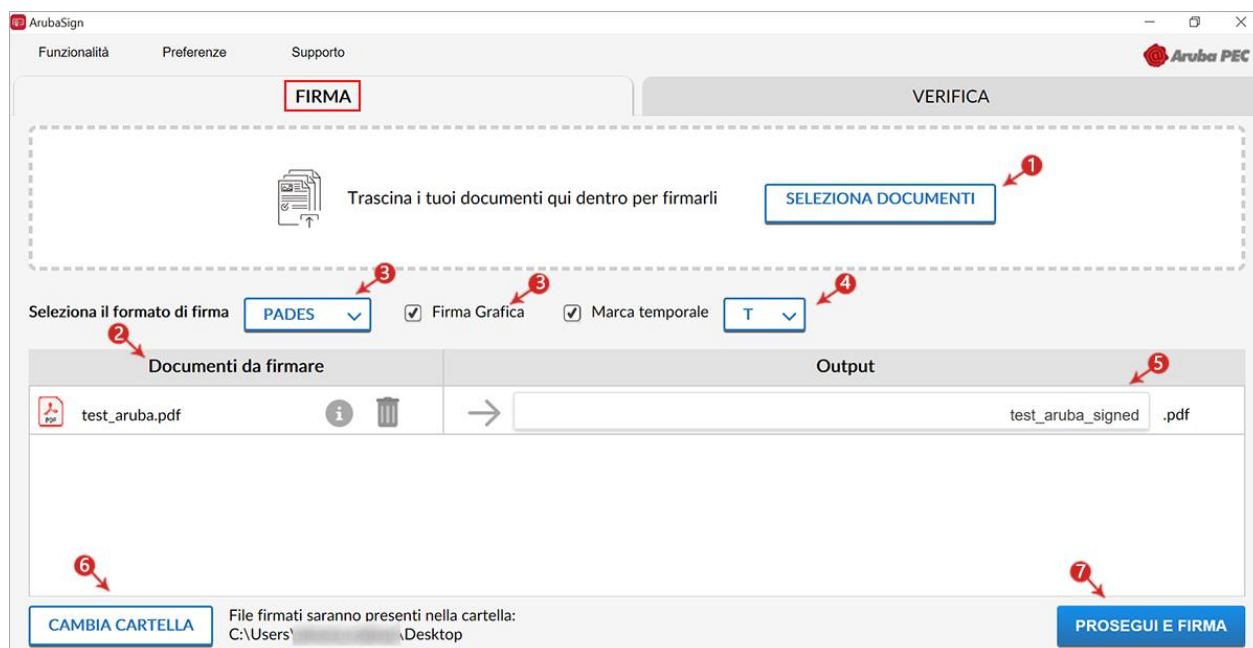 ArubaSign
Funzionalità Preferenze Supporto
Aruba PEC
FIRMA VERIFICA
1
Trascina i tuoi documenti qui dentro per firmarli SELEZIONA DOCUMENTI
3 3 4
Seleziona il formato di firma PADES Firma Grafica Marca temporale T
2
Documenti da firmare Output
5
PDF test_aruba.pdf i test_aruba_signed .pdf
6 7
CAMBIA CARTELLA File firmati saranno presenti nella cartella: PROSEGUI E FIRMA
C:\Users\ \Desktop